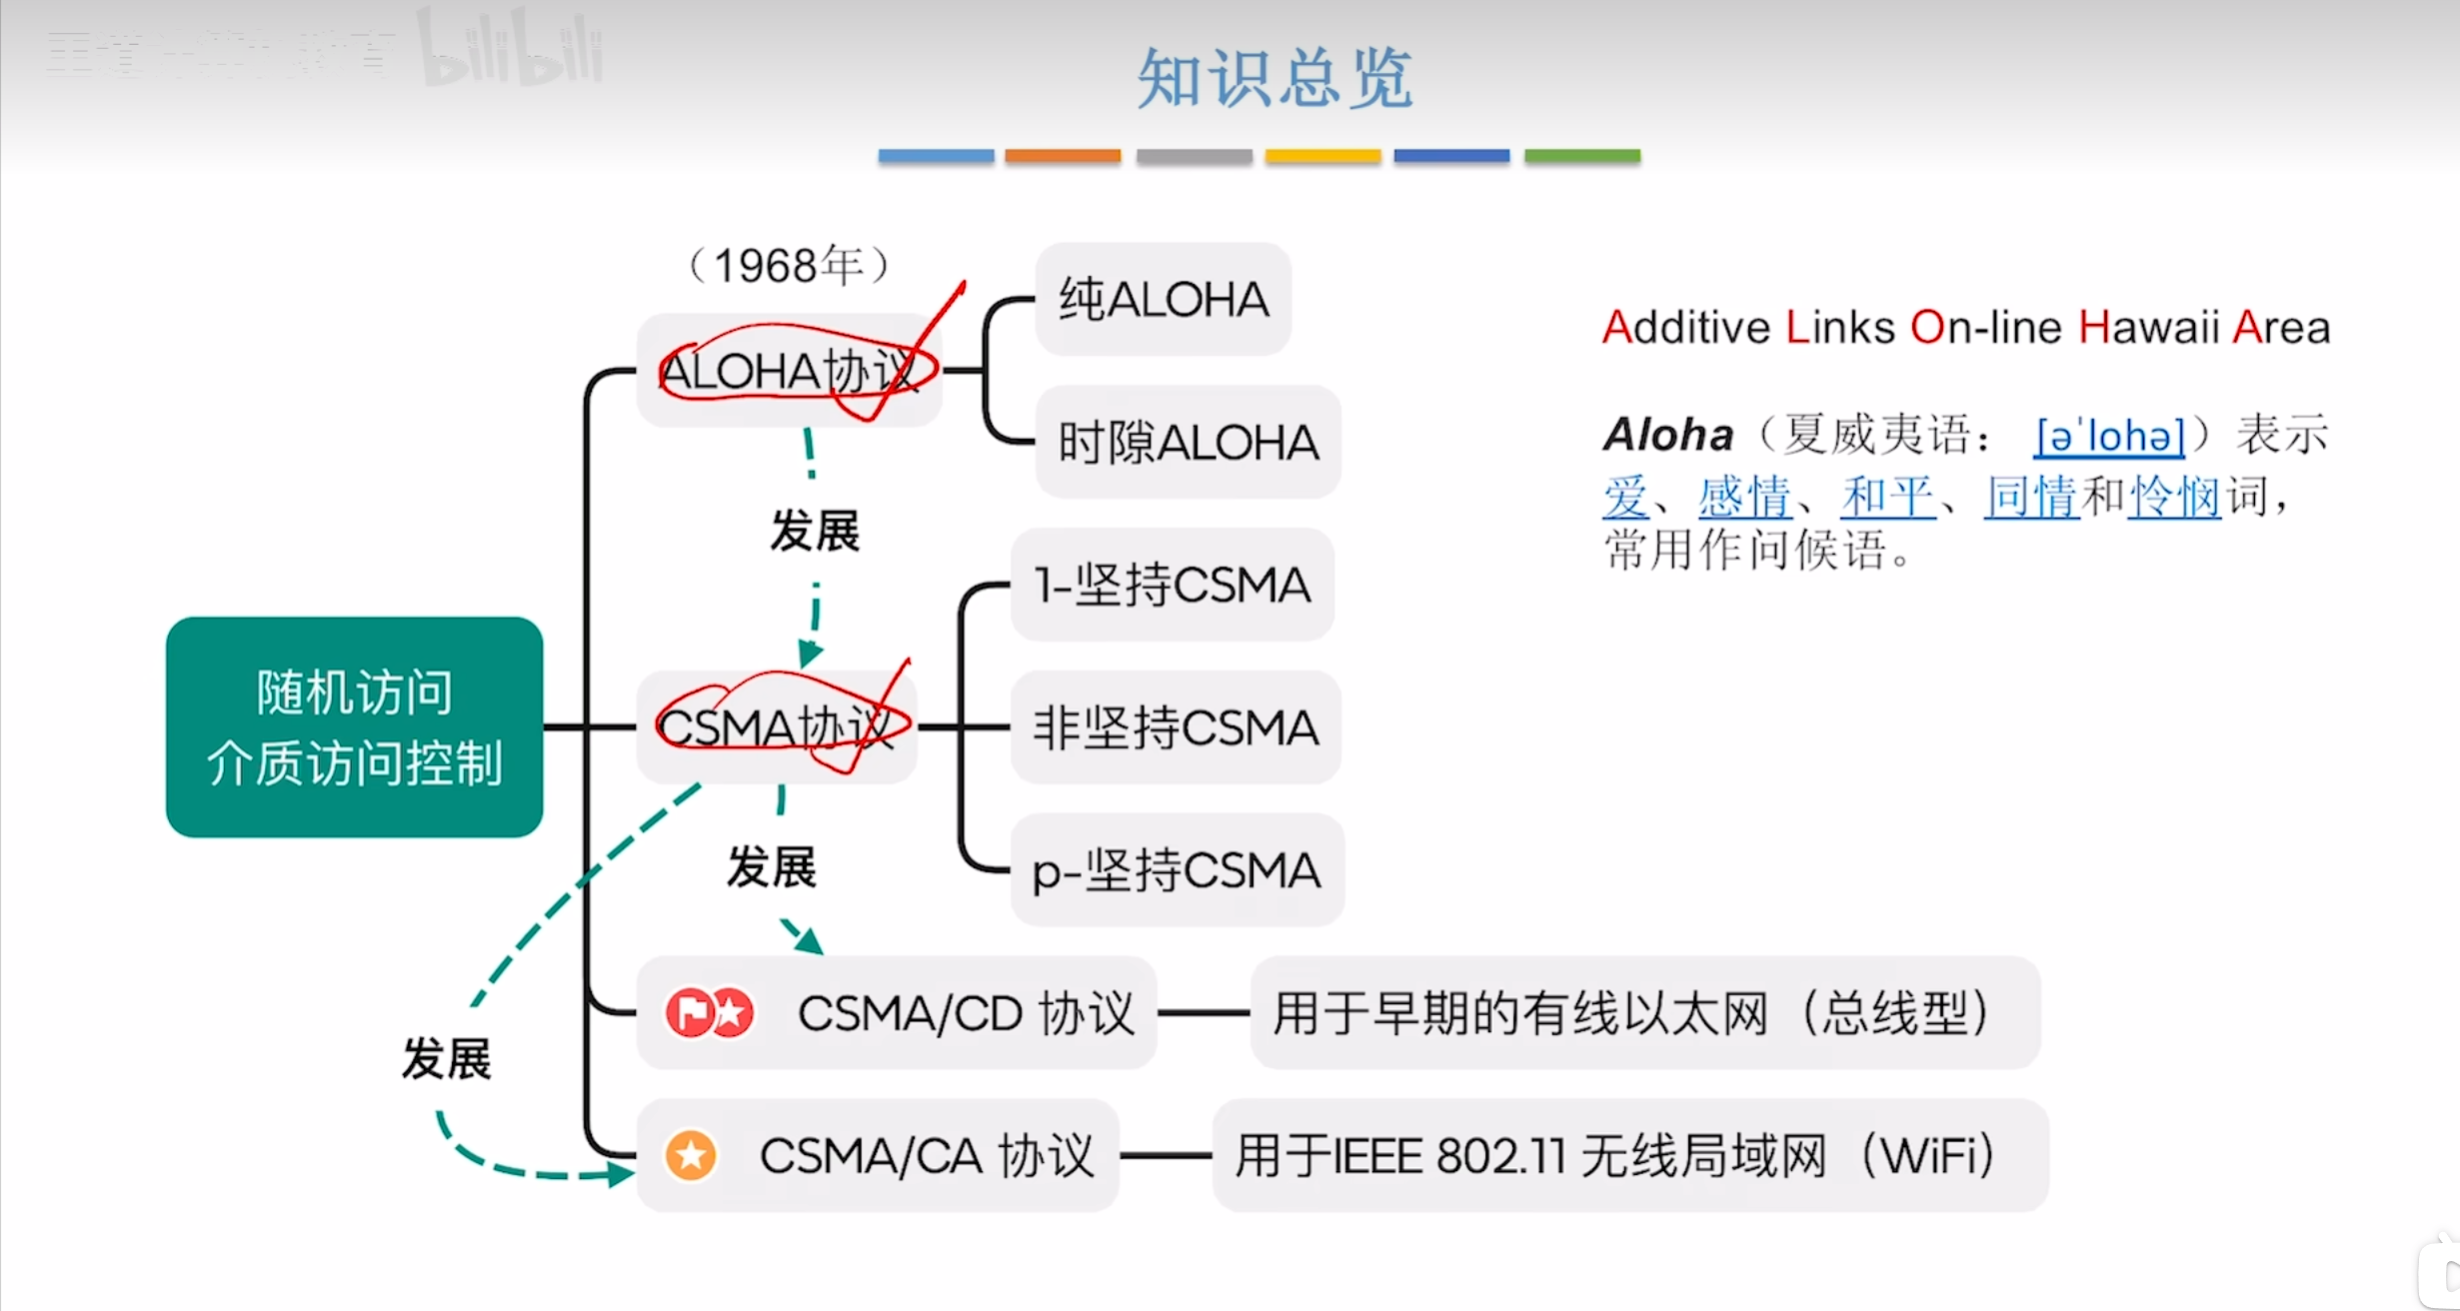 bilibili
知识总览
（1968年）
ALOHA协议
纯ALOHA
时隙ALOHA
发展
CSMA协议
1-坚持CSMA
非坚持CSMA
p-坚持CSMA
随机访问
介质访问控制
发展
发展
CSMA/CD 协议
用于早期的有线以太网（总线型）
CSMA/CA 协议
用于IEEE 802.11 无线局域网（WiFi）
Additive Links On-line Hawaii Area
Aloha（夏威夷语： [əˈlohə]）表示
爱、感情、和平、同情和怜悯词，
常用作问候语。